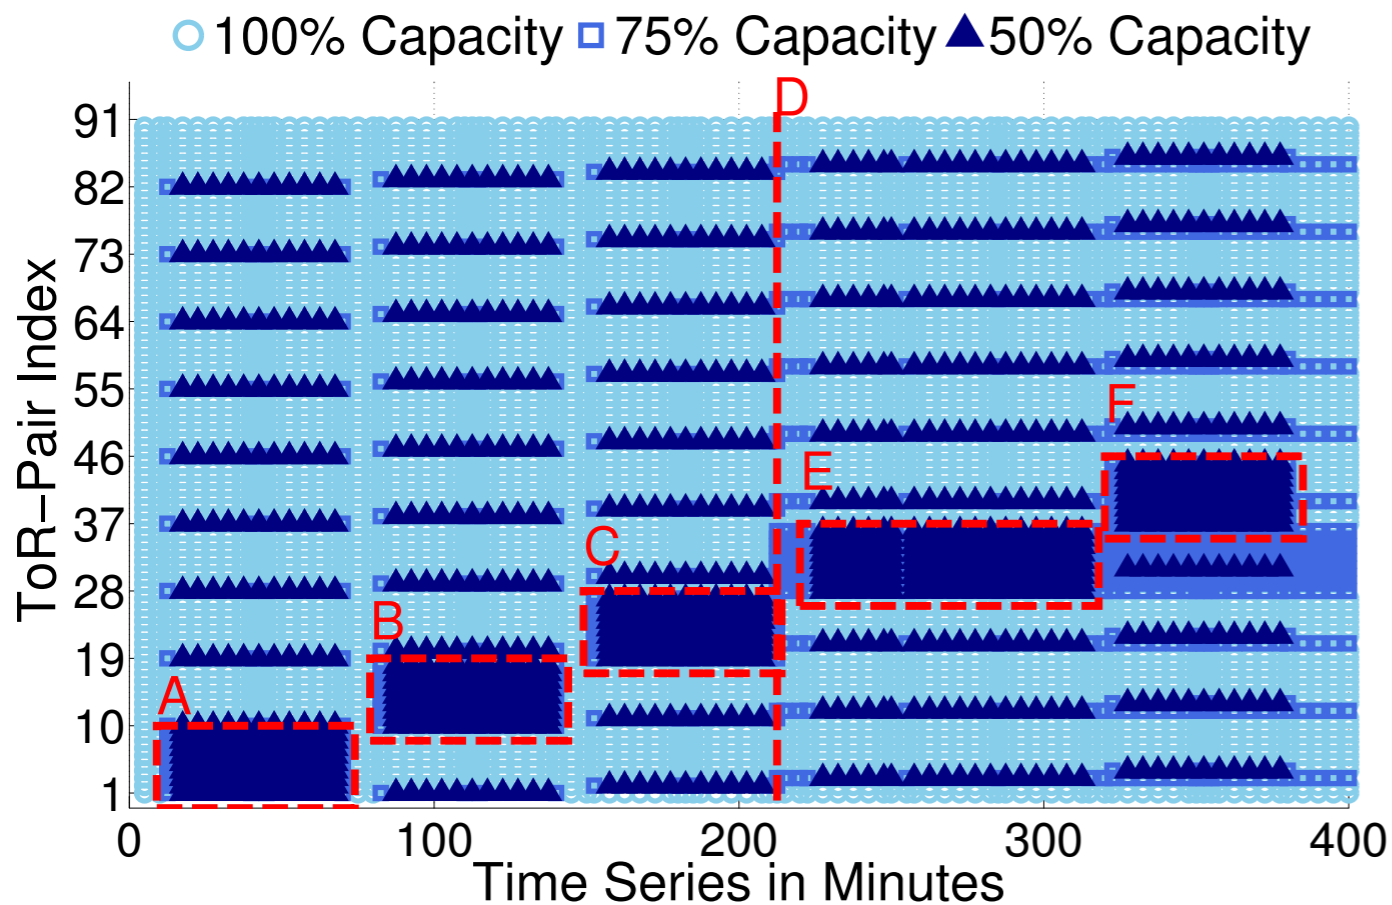 100% Capacity 75% Capacity 50% Capacity
D
91
82
73
64
55
46
37
28
19
10
1
ToR-Pair Index
F
E
C
B
A
0 100 200 300 400
Time Series in Minutes